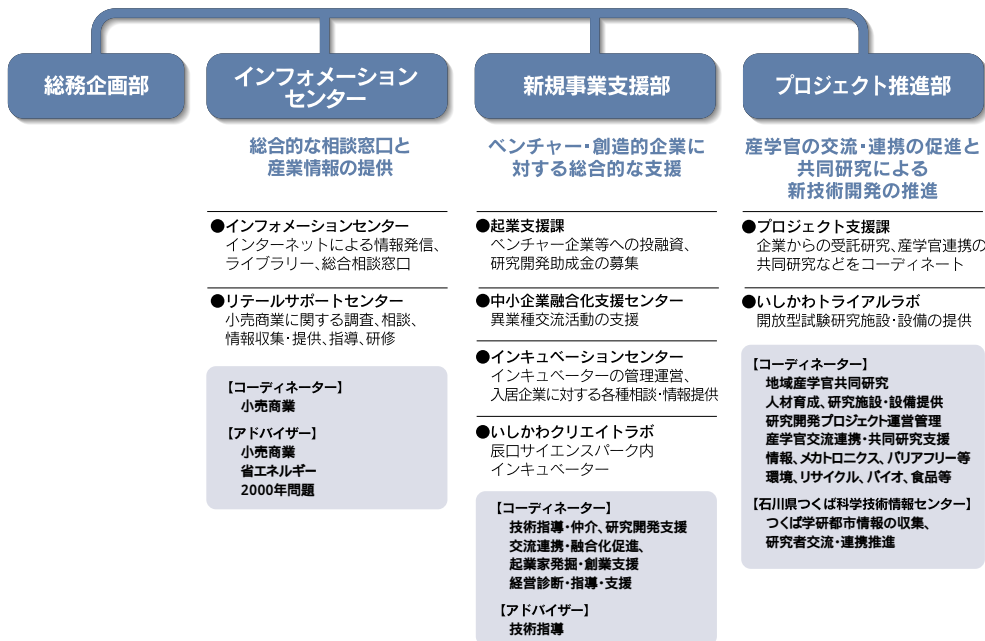 総務企画部
インフォメーション
センター
総合的な相談窓口と
産業情報の提供
●インフォメーションセンター
インターネットによる情報発信、
ライブラリー、総合相談窓口
●リテールサポートセンター
小売商業に関する調査、相談、
情報収集・提供、指導、研修
【コーディネーター】
小売商業
【アドバイザー】
小売商業
省エネルギー
2000年問題
新規事業支援部
ベンチャー・創造的企業に
対する総合的な支援
●起業支援課
ベンチャー企業等への投融資、
研究開発助成金の募集
●中小企業融合化支援センター
異業種交流活動の支援
●インキュベーションセンター
インキュベーターの管理運営、
入居企業に対する各種相談・情報提供
●いしかわクリエイトラボ
辰口サイエンスパーク内
インキュベーター
【コーディネーター】
技術指導・仲介、研究開発支援
交流連携・融合化促進、
起業家発掘・創業支援
経営診断・指導・支援
【アドバイザー】
技術指導
プロジェクト推進部
産学官の交流・連携の促進と
共同研究による
新技術開発の推進
●プロジェクト支援課
企業からの受託研究、産学官連携の
共同研究などをコーディネート
●いしかわトライアルラボ
開放型試験研究施設・設備の提供
【コーディネーター】
地域産学官共同研究
人材育成、研究施設・設備提供
研究開発プロジェクト運営管理
産学官交流連携・共同研究支援
情報、メカトロニクス、バリアフリー等
環境、リサイクル、バイオ、食品等
【石川県つくば科学技術情報センター】
つくば学研都市情報の収集、
研究者交流・連携推進